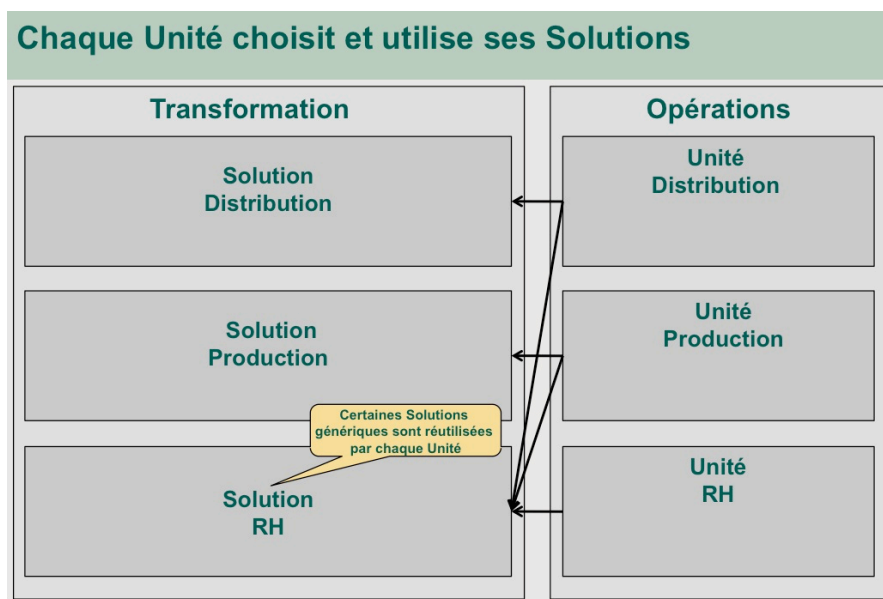 Chaque Unité choisit et utilise ses Solutions
Transformation
Solution
Distribution
Solution
Production
Certaines Solutions
génériques sont réutilisées
par chaque Unité
Solution
RH
Opérations
Unité
Distribution
Unité
Production
Unité
RH